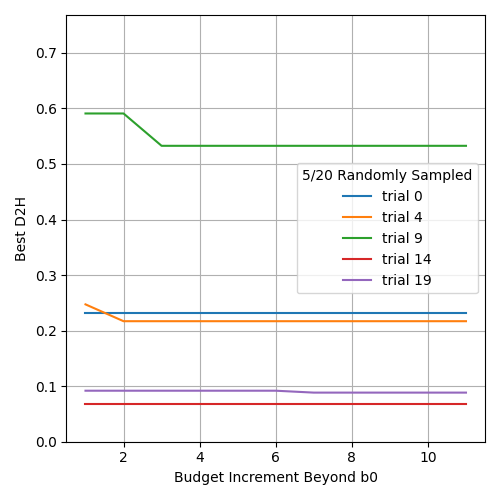 0.7
0.6
0.5
0.4
0.3
0.2
0.1
0.0
Best D2H
5/20 Randomly Sampled
trial 0
trial 4
trial 9
trial 14
trial 19
2 4 6 8 10
Budget Increment Beyond b0